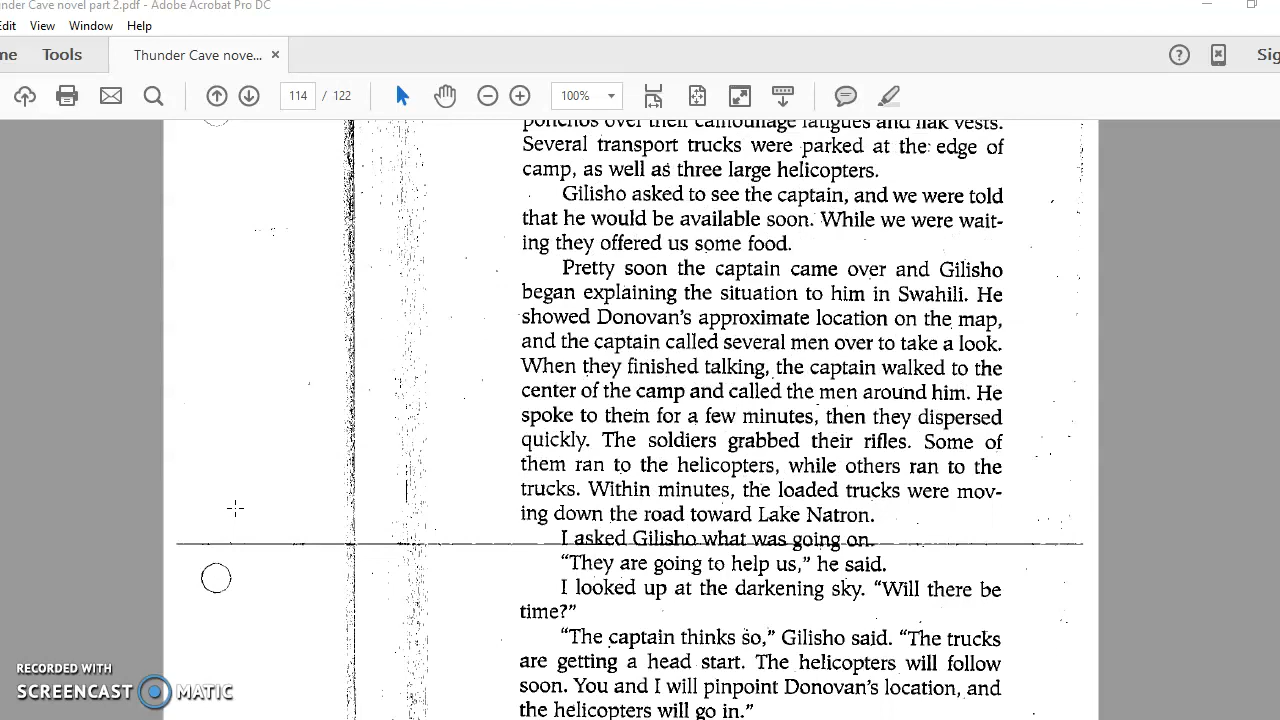 nder Cave novel part 2.pdf - Adobe Acrobat Pro DC
Edit View Window Help
me Tools Thunder Cave nove... × Sig
114 / 122 100%
ponchos over their camouflage fatigues and flak vests.
Several transport trucks were parked at the edge of
camp, as well as three large helicopters.
Gilisho asked to see the captain, and we were told
that he would be available soon. While we were wait-
ing they offered us some food.
Pretty soon the captain came over and Gilisho
began explaining the situation to him in Swahili. He
showed Donovan's approximate location on the map,
and the captain called several men over to take a look.
When they finished talking, the captain walked to the
center of the camp and called the men around him. He
spoke to them for a few minutes, then they dispersed
quickly. The soldiers grabbed their rifles. Some of
them ran to the helicopters, while others ran to the
trucks. Within minutes, the loaded trucks were mov-
ing down the road toward Lake Natron.
I asked Gilisho what was going on.
"They are going to help us," he said.
I looked up at the darkening sky. "Will there be
time?"
"The captain thinks so," Gilisho said. "The trucks
are getting a head start. The helicopters will follow
soon. You and I will pinpoint Donovan's location, and
the helicopters will go in."
RECORDED WITH
SCREENCAST MATIC